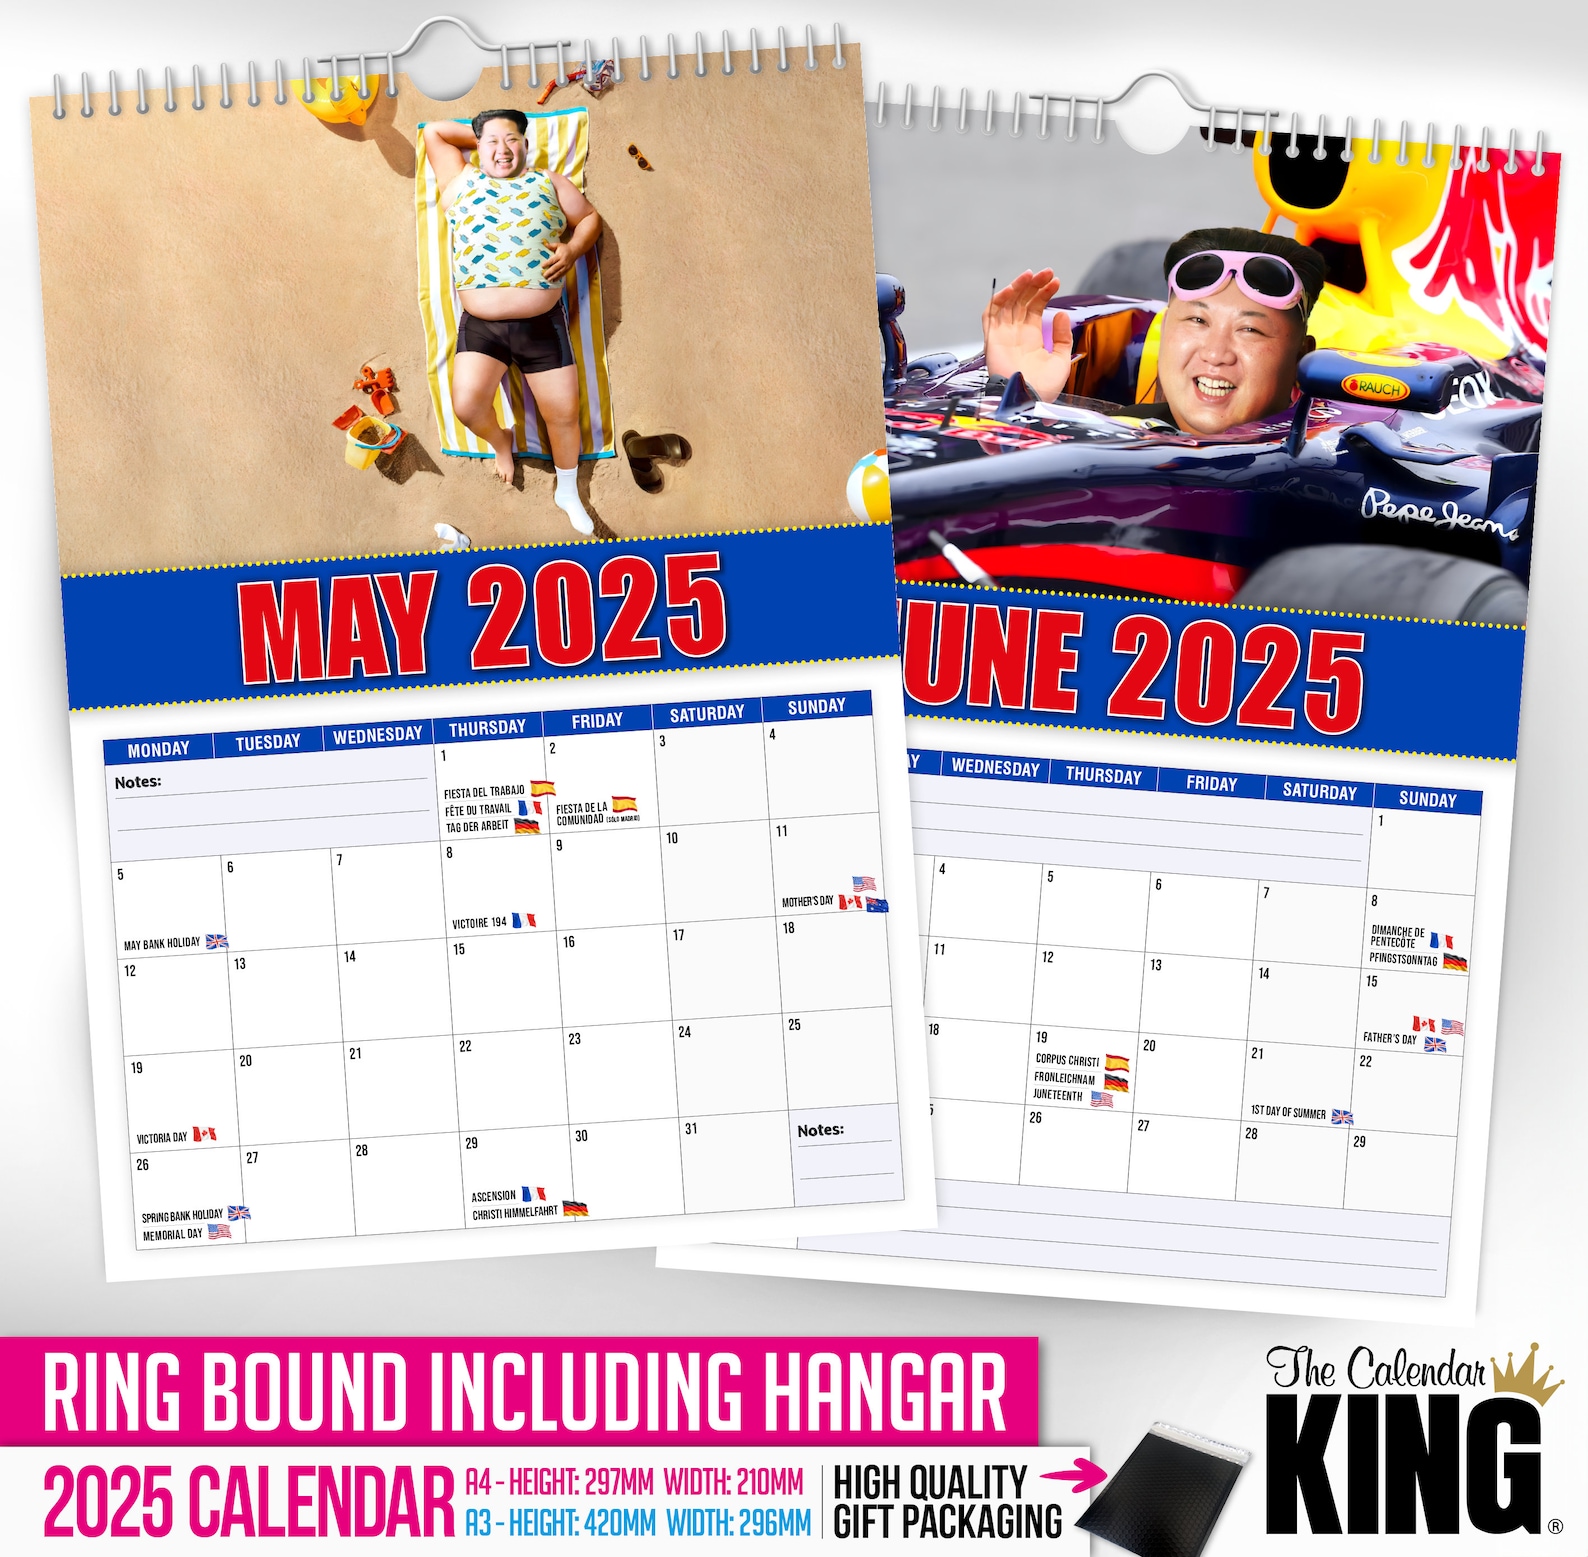 RAUCH
Pepe Jeans
MAY 2025
MONDAY TUESDAY WEDNESDAY THURSDAY FRIDAY SATURDAY SUNDAY
Notes:
1 2 3 4
FIESTA DEL TRABAJO
FÊTE DU TRAVAIL
TAG DER ARBEIT
FIESTA DE LA
COMUNIDAD (SÓLO MADRID)
5 6 7 8 9 10 11
MAY BANK HOLIDAY
VICTOIRE 194
MOTHER'S DAY
12 13 14 15 16 17 18
19 20 21 22 23 24 25
VICTORIA DAY
26 27 28 29 30 31
Notes:
SPRING BANK HOLIDAY
MEMORIAL DAY
ASCENSION
CHRISTI HIMMELFAHRT
UNE 2025
AY WEDNESDAY THURSDAY FRIDAY SATURDAY SUNDAY
1
4 5 6 7 8
DIMANCHE DE
PENTECÔTE
PFINGSTSONNTAG
11 12 13 14 15
FATHER'S DAY
18 19 20 21 22
CORPUS CHRISTI
FRONLEICHNAM
JUNETEENTH
1ST DAY OF SUMMER
5 26 27 28 29
RING BOUND INCLUDING HANGAR
2025 CALENDAR
A4 - HEIGHT: 297MM WIDTH: 210MM
A3 - HEIGHT: 420MM WIDTH: 296MM
HIGH QUALITY
GIFT PACKAGING
The Calendar
KING®